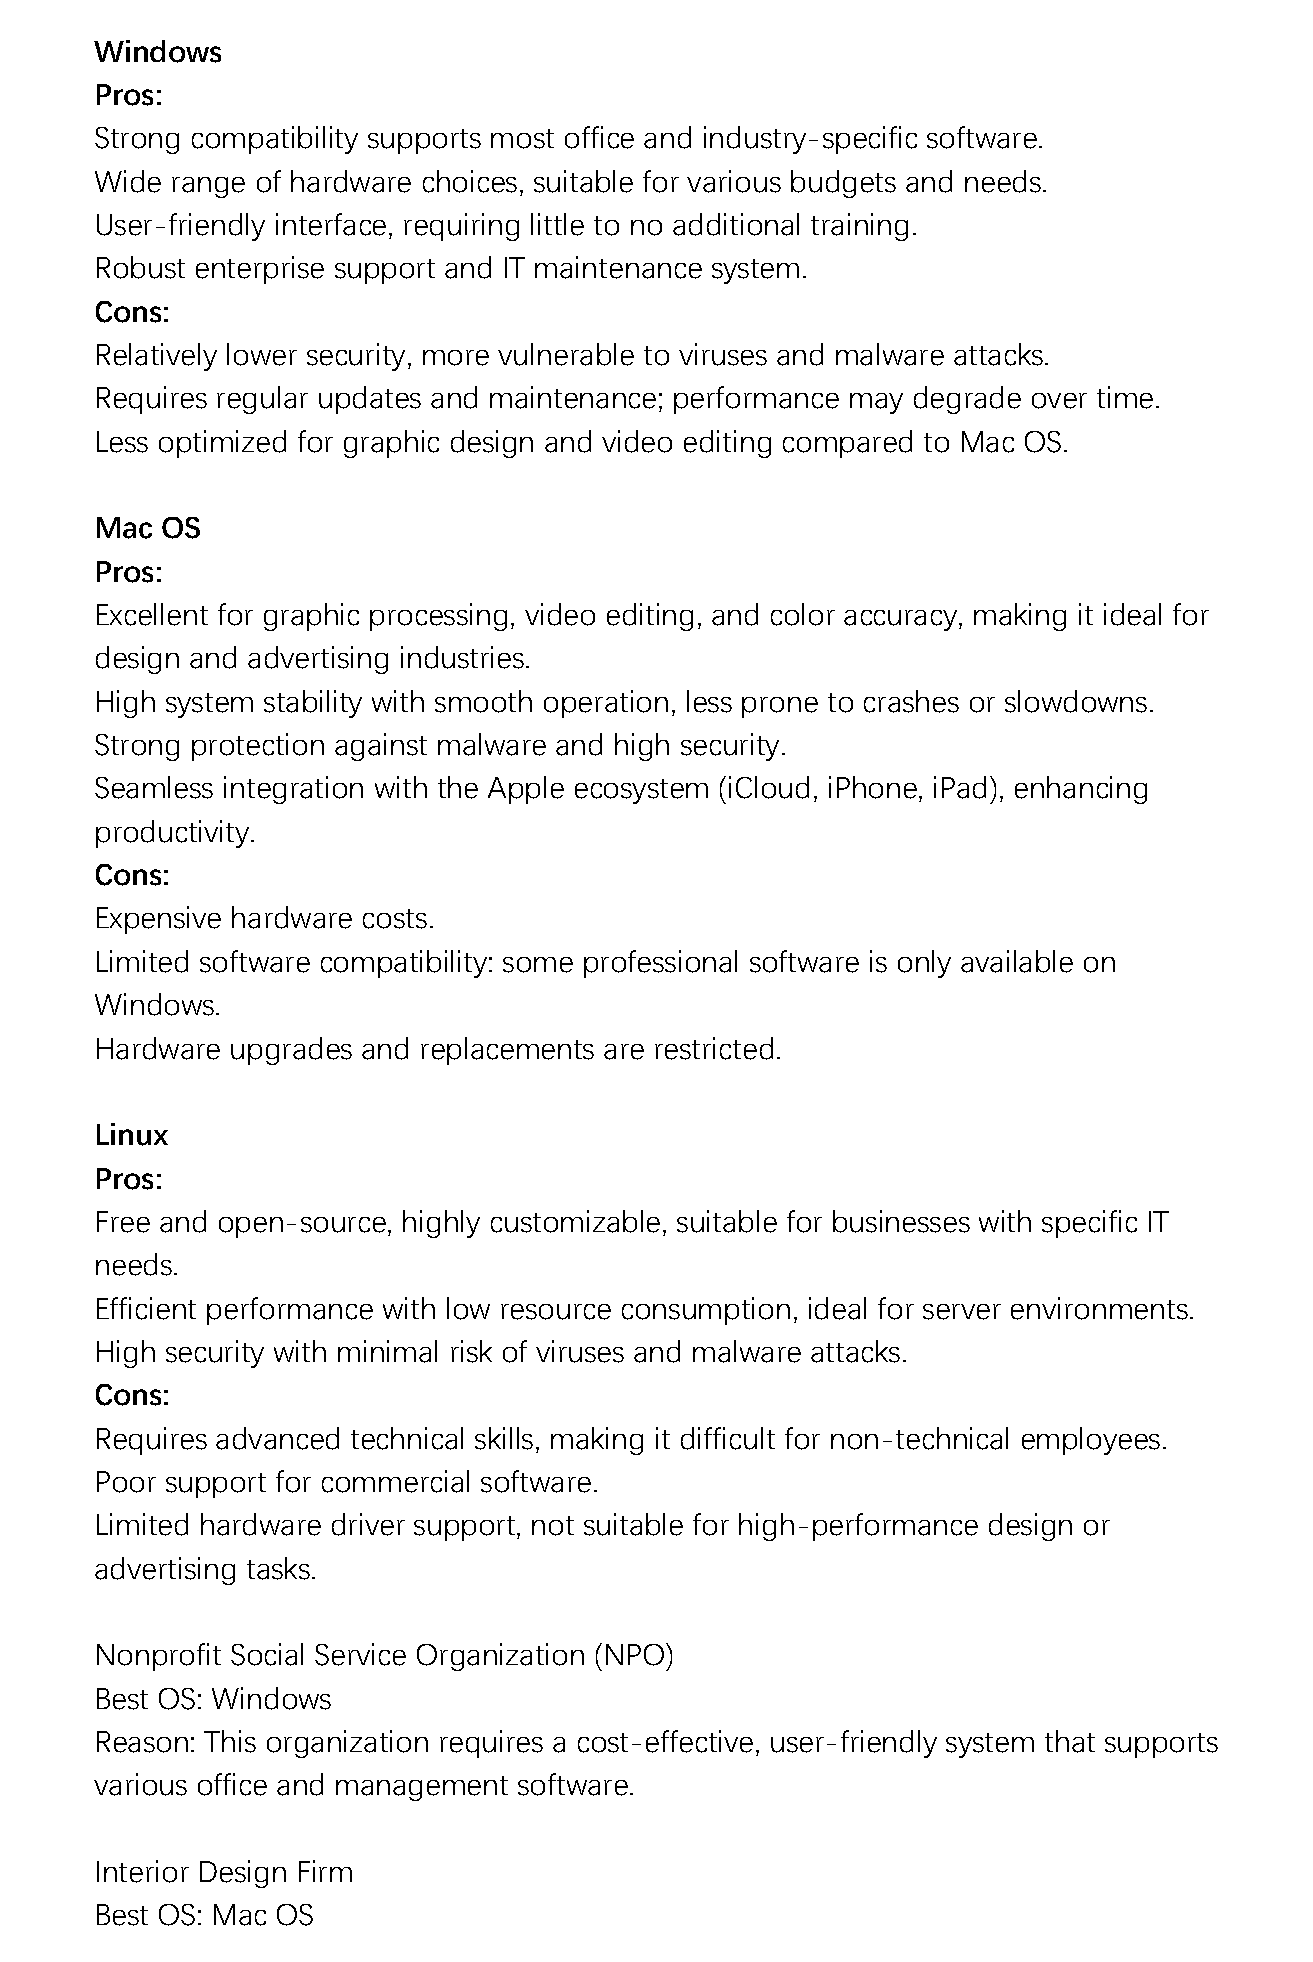 Windows
Pros:
Strong compatibility supports most office and industry-specific software.
Wide range of hardware choices, suitable for various budgets and needs.
User-friendly interface, requiring little to no additional training.
Robust enterprise support and IT maintenance system.
Cons:
Relatively lower security, more vulnerable to viruses and malware attacks.
Requires regular updates and maintenance; performance may degrade over time.
Less optimized for graphic design and video editing compared to Mac OS.
Mac OS
Pros:
Excellent for graphic processing, video editing, and color accuracy, making it ideal for
design and advertising industries.
High system stability with smooth operation, less prone to crashes or slowdowns.
Strong protection against malware and high security.
Seamless integration with the Apple ecosystem (iCloud, iPhone, iPad), enhancing
productivity.
Cons:
Expensive hardware costs.
Limited software compatibility: some professional software is only available on
Windows.
Hardware upgrades and replacements are restricted.
Linux
Pros:
Free and open-source, highly customizable, suitable for businesses with specific IT
needs.
Efficient performance with low resource consumption, ideal for server environments.
High security with minimal risk of viruses and malware attacks.
Cons:
Requires advanced technical skills, making it difficult for non-technical employees.
Poor support for commercial software.
Limited hardware driver support, not suitable for high-performance design or
advertising tasks.
Nonprofit Social Service Organization (NPO)
Best OS: Windows
Reason: This organization requires a cost-effective, user-friendly system that supports
various office and management software.
Interior Design Firm
Best OS: Mac OS